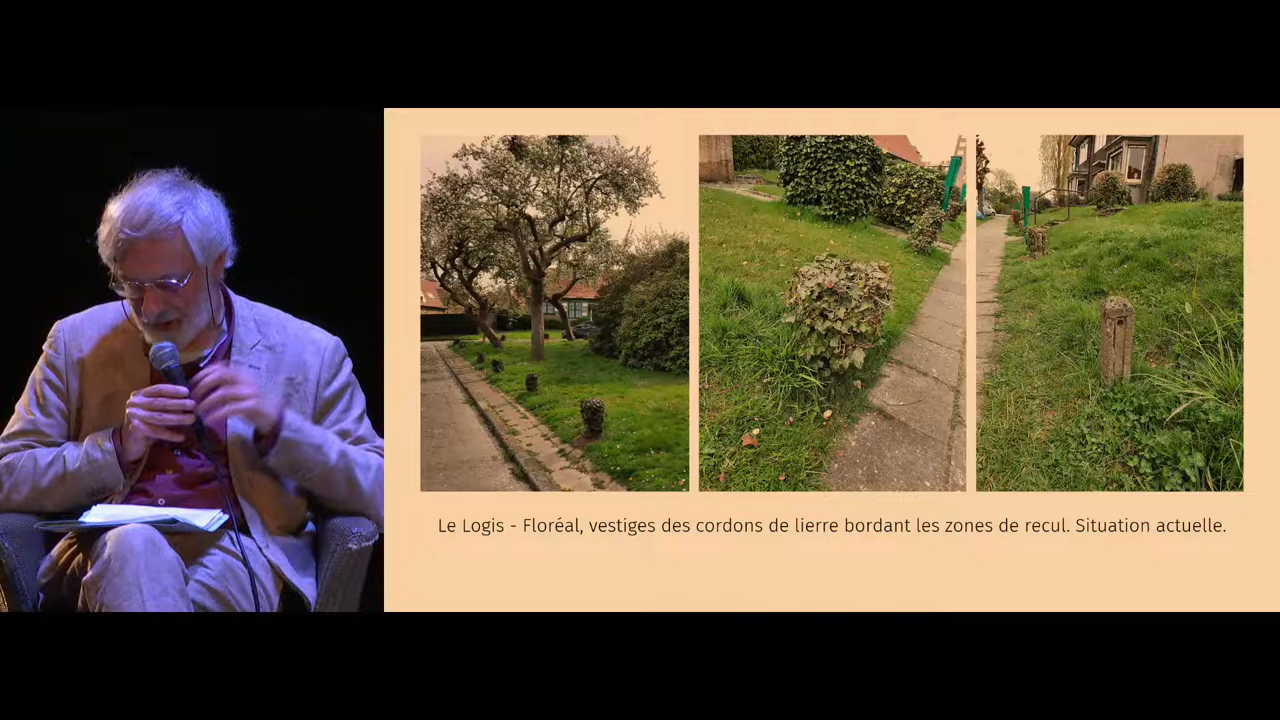 Le Logis - Floréal, vestiges des cordons de lierre bordant les zones de recul. Situation actuelle.